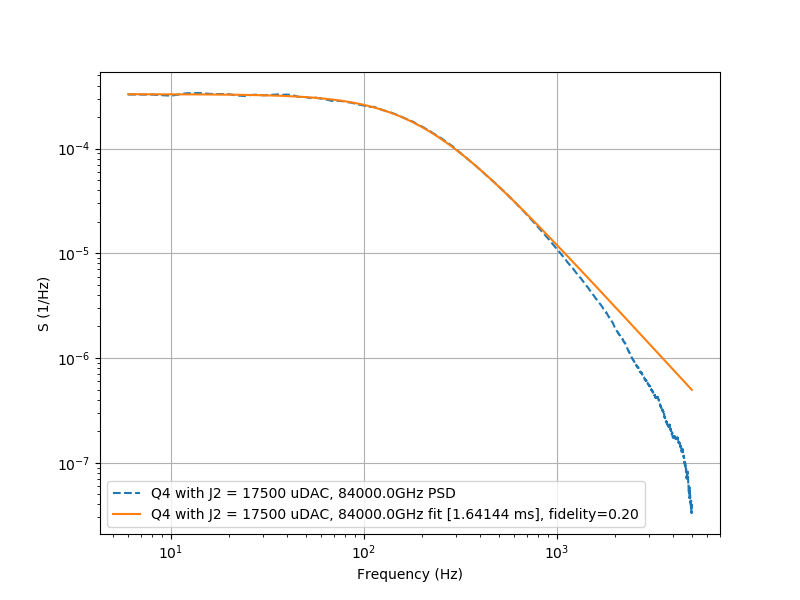 S (1/Hz)
10⁻⁴
10⁻⁵
10⁻⁶
10⁻⁷
Q4 with J2 = 17500 uDAC, 84000.0GHz PSD
Q4 with J2 = 17500 uDAC, 84000.0GHz fit [1.64144 ms], fidelity=0.20
10¹
10²
10³
Frequency (Hz)